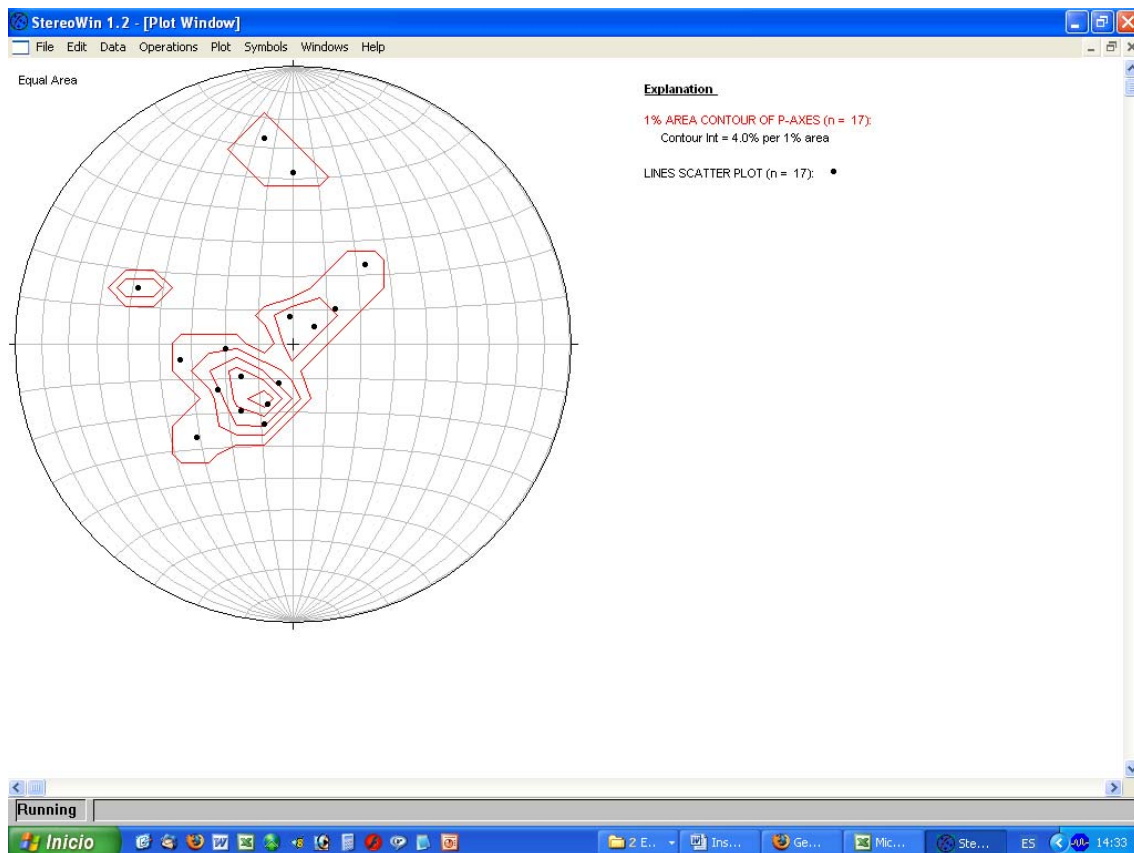 StereoWin 1.2 - [Plot Window]
File Edit Data Operations Plot Symbols Windows Help
Equal Area
Explanation
1% AREA CONTOUR OF P-AXES (n = 17):
Contour Int = 4.0% per 1% area
LINES SCATTER PLOT (n = 17):
Running
Inicio 2 E... Ins... Ge... Mic... Ste... ES 14:33